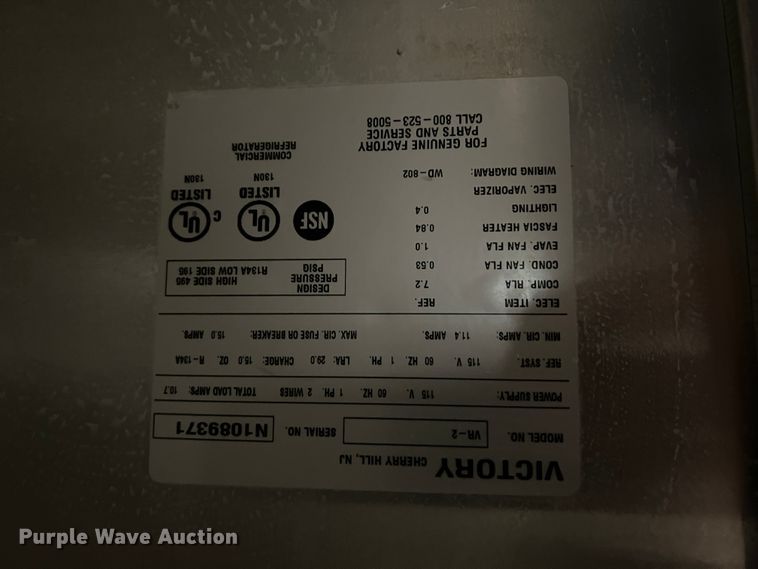 VICTORY CHERRY HILL, NJ
MODEL NO. VR-2 SERIAL NO. N1089371
POWER SUPPLY: 115 V. 60 HZ. 1 PH 2 WIRES TOTAL LOAD AMPS: 10.7
REF. SYST. 115 V. 60 HZ. 1 PH. LRA: 29.0 CHARGE: 15.0 OZ. R-134A
MIN. CIR. AMPS: 11.4 AMPS. MAX. CIR. FUSE OR BREAKER: 15.0 AMPS.
ELEC. ITEM REF.
COMP. RLA 7.2
COND. FAN FLA 0.53
EVAP. FAN FLA 1.0
FASCIA HEATER 0.84
LIGHTING 0.4
ELEC. VAPORIZER
WIRING DIAGRAM: WD-802
FOR GENUINE FACTORY
PARTS AND SERVICE
CALL 800-523-5008
DESIGN
PRESSURE
PSIG
HIGH SIDE 495
R134A LOW SIDE 195
NSF
UL
LISTED
130N
COMMERCIAL
REFRIGERATOR
C UL
LISTED
130N
Purple Wave Auction